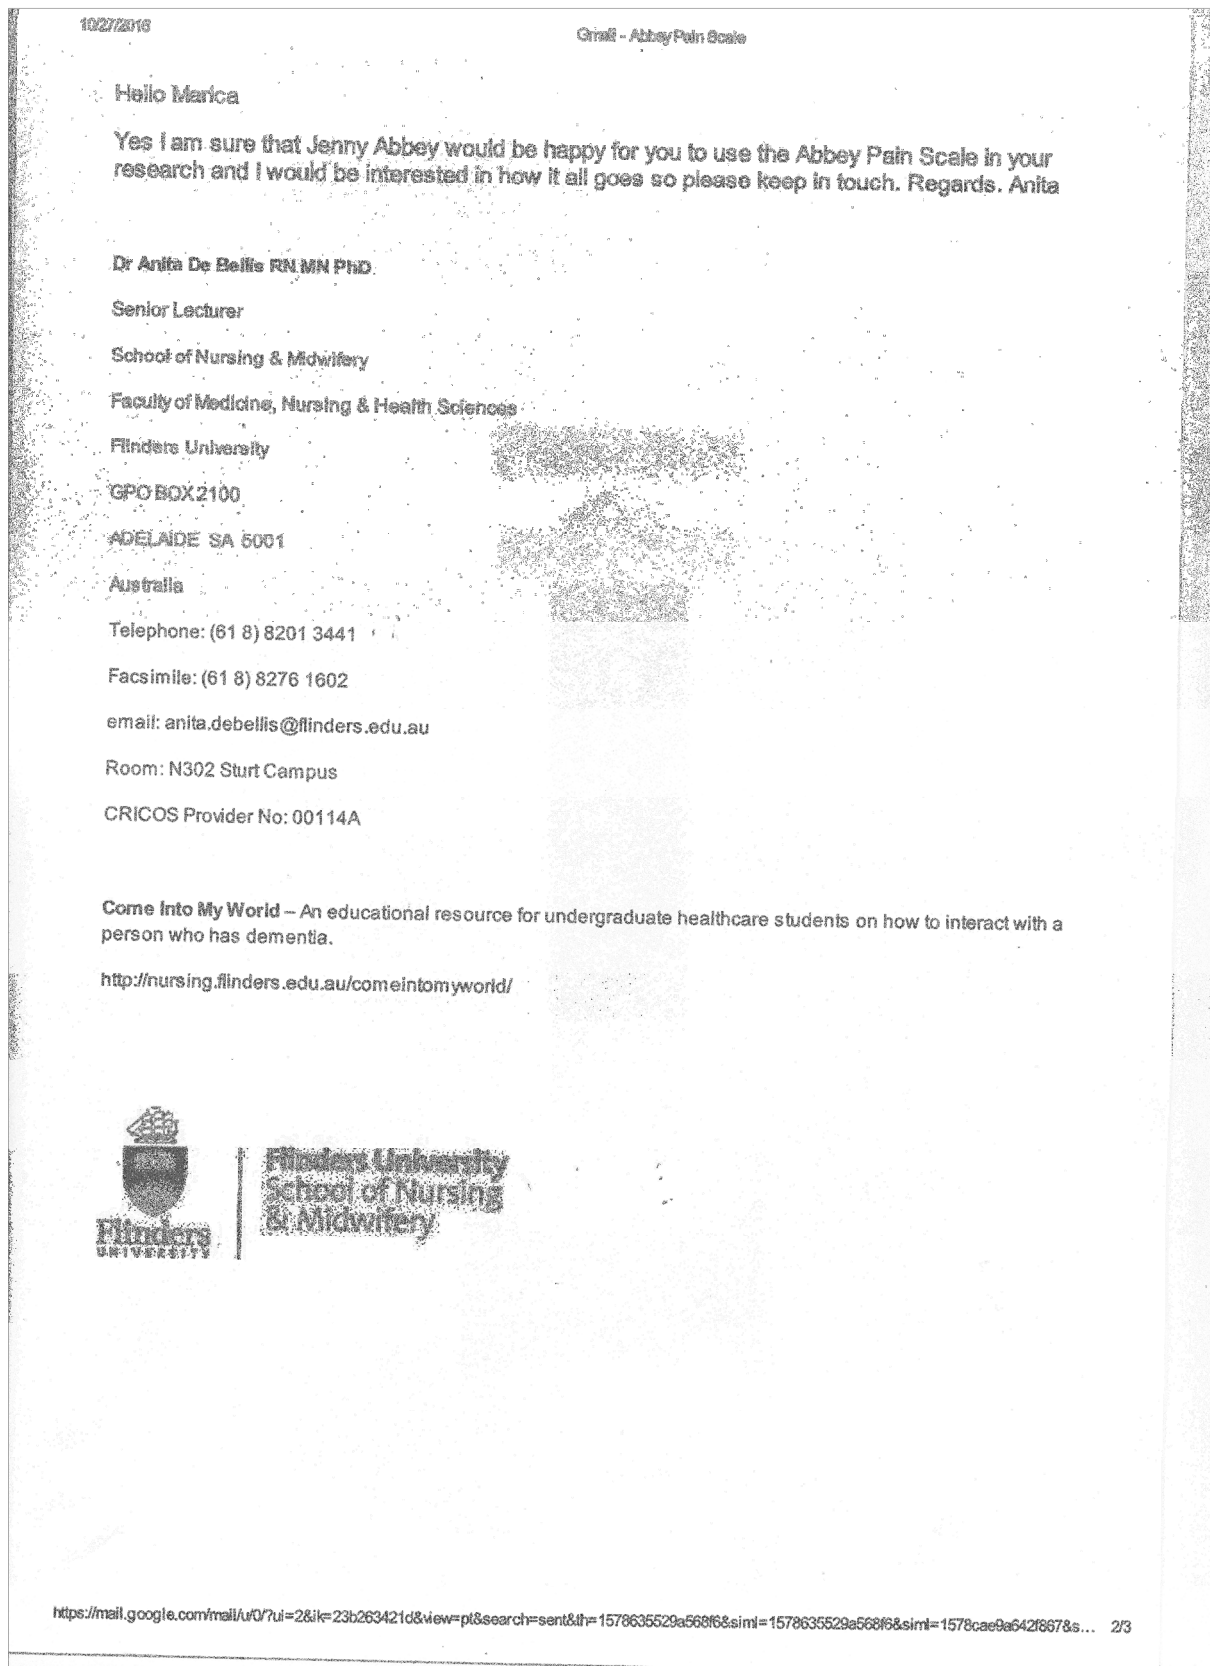 10/27/2016
Gmail - Abbey Pain Scale
Hello Marica
Yes I am sure that Jenny Abbey would be happy for you to use the Abbey Pain Scale in your
research and I would be interested in how it all goes so please keep in touch. Regards. Anita
Dr Anita De Bellis RN MN PhD.
Senior Lecturer
School of Nursing & Midwifery
Faculty of Medicine, Nursing & Health Sciences
Flinders University
GPO BOX 2100
ADELAIDE SA 5001
Australia
Telephone: (61 8) 8201 3441
Facsimile: (61 8) 8276 1602
email: anita.debellis@flinders.edu.au
Room: N302 Sturt Campus
CRICOS Provider No: 00114A
Come Into My World – An educational resource for undergraduate healthcare students on how to interact with a
person who has dementia.
http://nursing.flinders.edu.au/comeintomyworld/
Flinders University
School of Nursing
& Midwifery
Flinders
UNIVERSITY
https://mail.google.com/mail/u/0/?ui=2&ik=23b263421d&view=pt&search=sent&th=1578635529a568f6&siml=1578635529a568f6&siml=1578cae9a642f867&s... 2/3